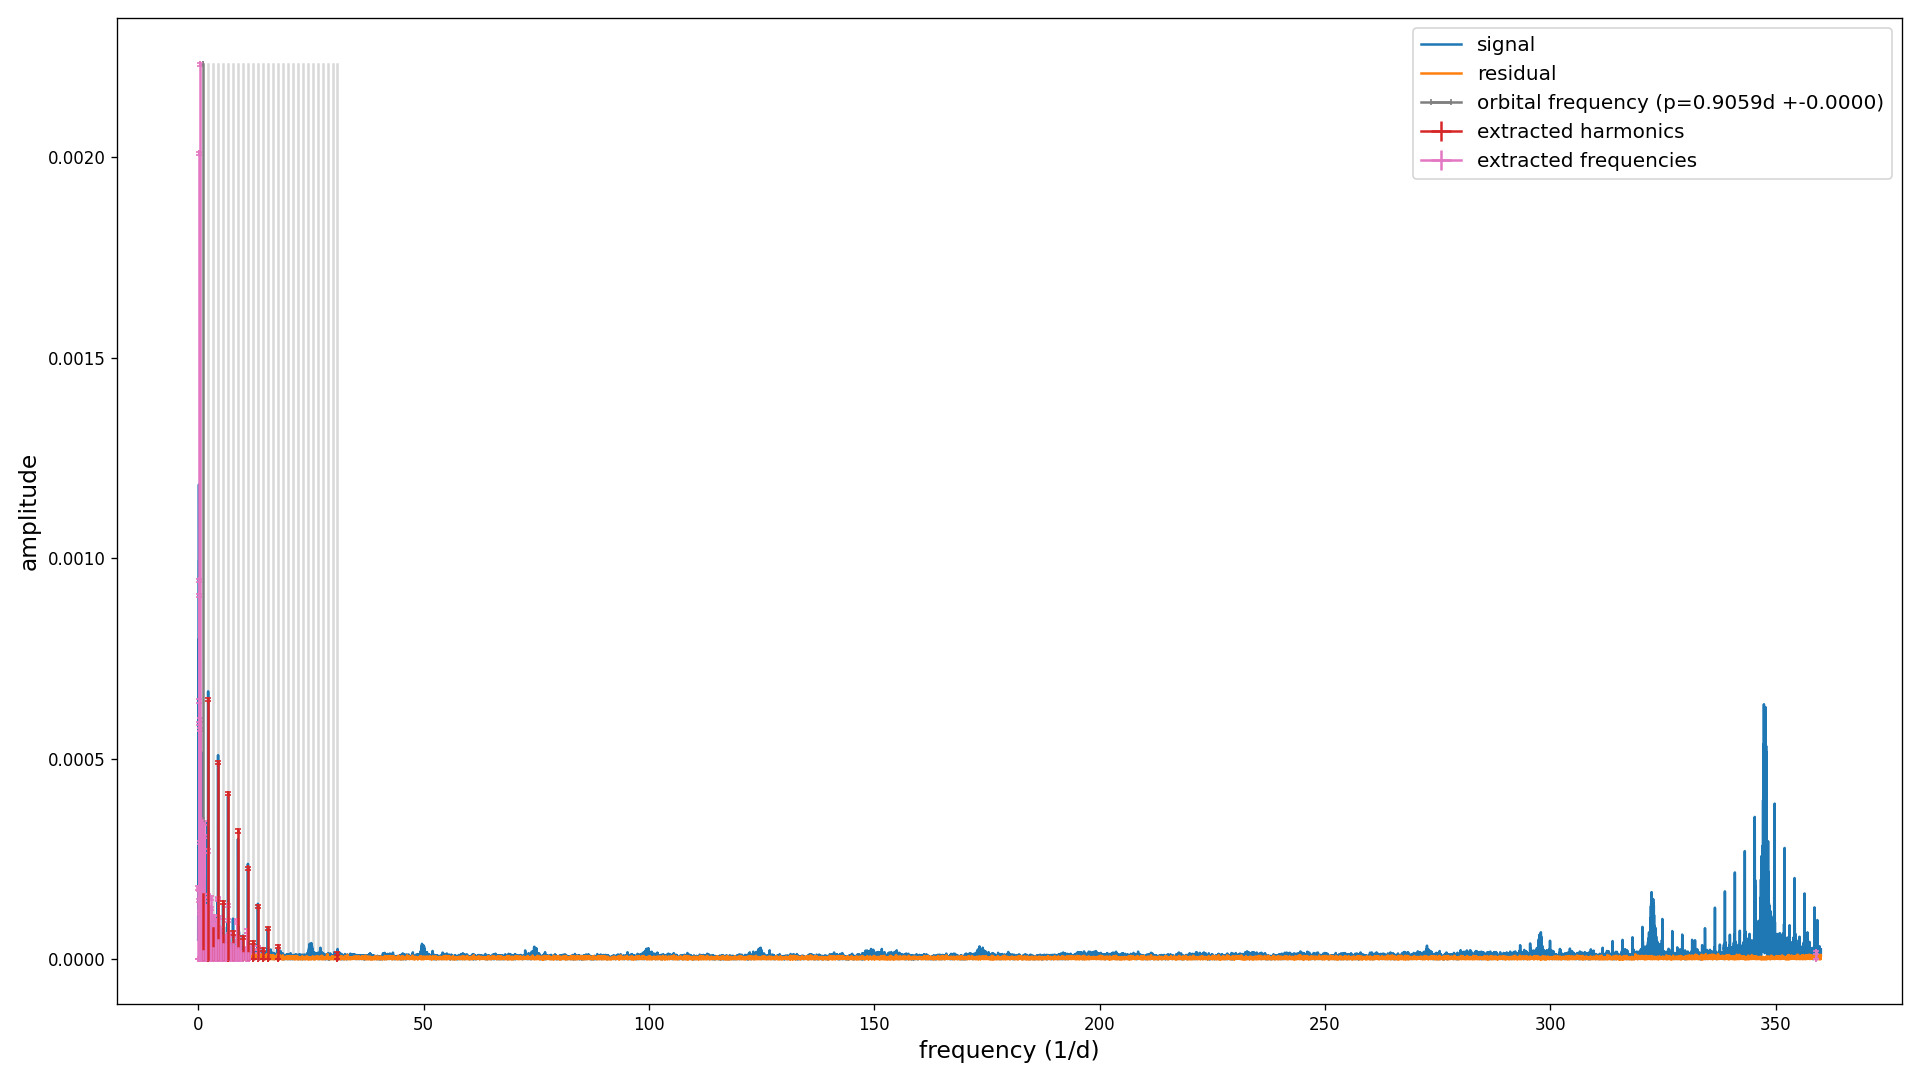 signal
residual
orbital frequency (p=0.9059d +-0.0000)
extracted harmonics
extracted frequencies
amplitude
0.0020
0.0015
0.0010
0.0005
0.0000
0 50 100 150 200 250 300 350
frequency (1/d)